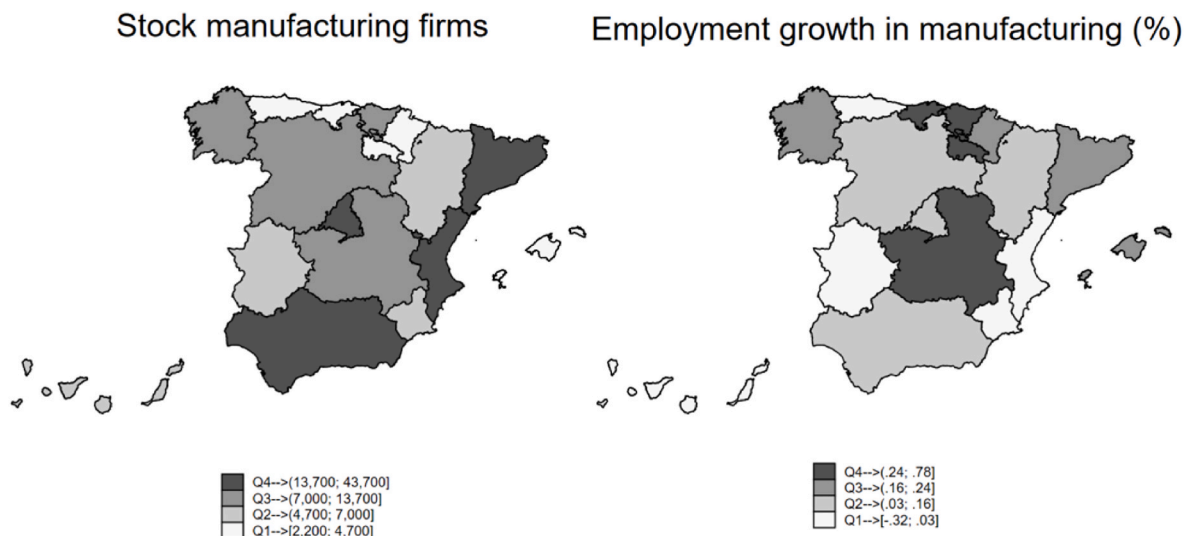 Stock manufacturing firms
Employment growth in manufacturing (%)
Q4-->(13,700; 43,700]
Q3-->(7,000; 13,700]
Q2-->(4,700; 7,000]
Q1-->[2,200; 4,700]
Q4-->(.24; .78]
Q3-->(.16; .24]
Q2-->(.03; .16]
Q1-->[-.32; .03]